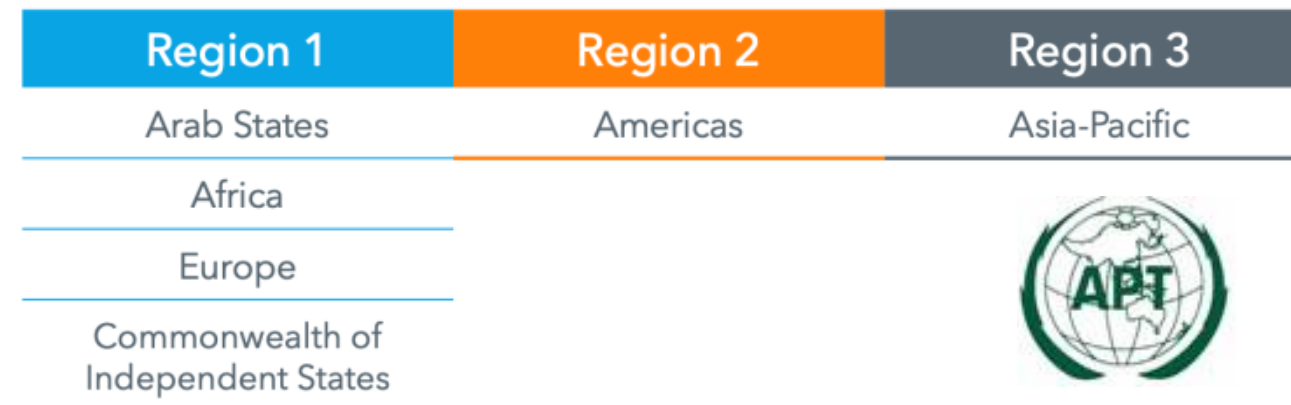 Region 1 Region 2 Region 3
Arab States Americas Asia-Pacific
Africa
Europe
APT
Commonwealth of
Independent States